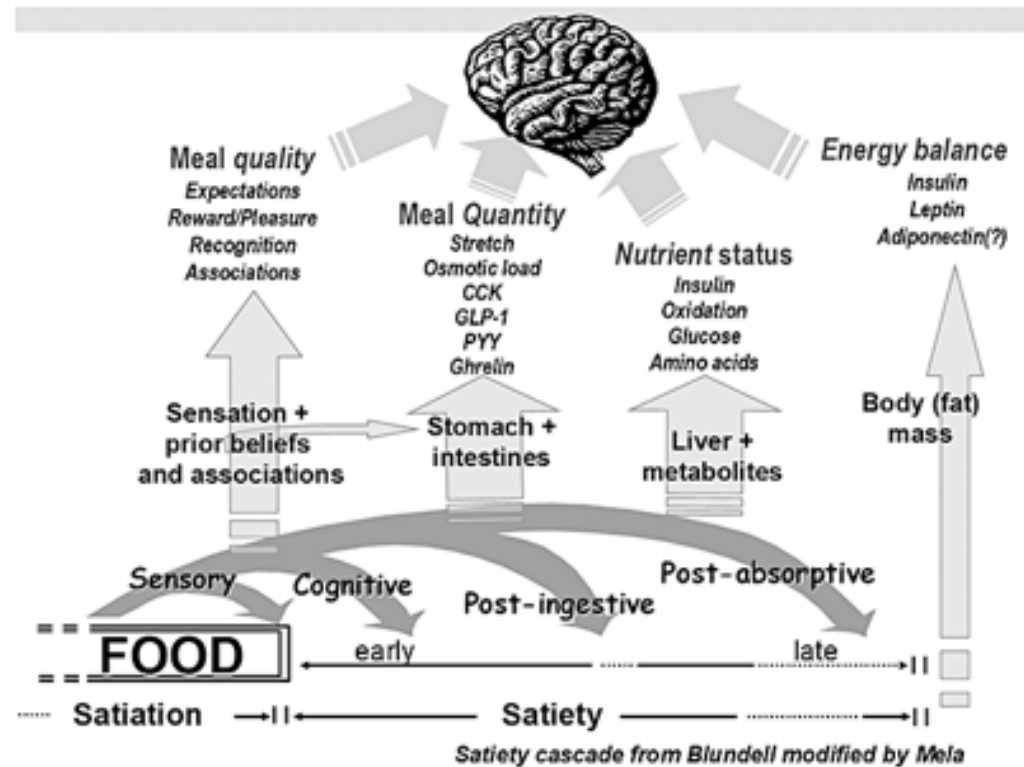 Meal quality
Expectations
Reward/Pleasure
Recognition
Associations
Meal Quantity
Stretch
Osmotic load
CCK
GLP-1
PYY
Ghrelin
Nutrient status
Insulin
Oxidation
Glucose
Amino acids
Energy balance
Insulin
Leptin
Adiponectin(?)
Sensation +
prior beliefs
and associations
Stomach +
intestines
Liver +
metabolites
Body (fat)
mass
Sensory
Cognitive
Post-ingestive
Post-absorptive
FOOD
early
late
Satiation
Satiety
Satiety cascade from Blundell modified by Mela